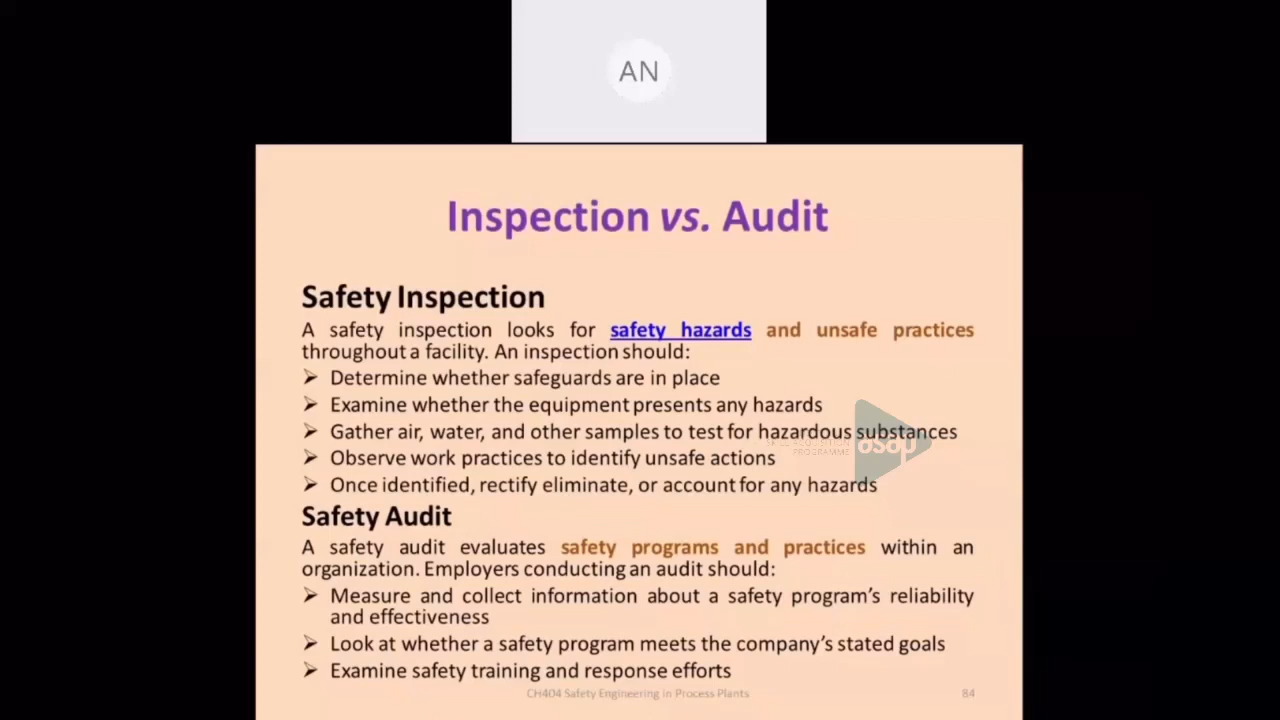 AN
Inspection vs. Audit
Safety Inspection
A safety inspection looks for safety hazards and unsafe practices
throughout a facility. An inspection should:
➢ Determine whether safeguards are in place
➢ Examine whether the equipment presents any hazards
➢ Gather air, water, and other samples to test for hazardous substances
PROGRAMME
asap
➢ Observe work practices to identify unsafe actions
➢ Once identified, rectify eliminate, or account for any hazards
Safety Audit
A safety audit evaluates safety programs and practices within an
organization. Employers conducting an audit should:
➢ Measure and collect information about a safety program's reliability
and effectiveness
➢ Look at whether a safety program meets the company's stated goals
➢ Examine safety training and response efforts
CH404 Safety Engineering in Process Plants 84